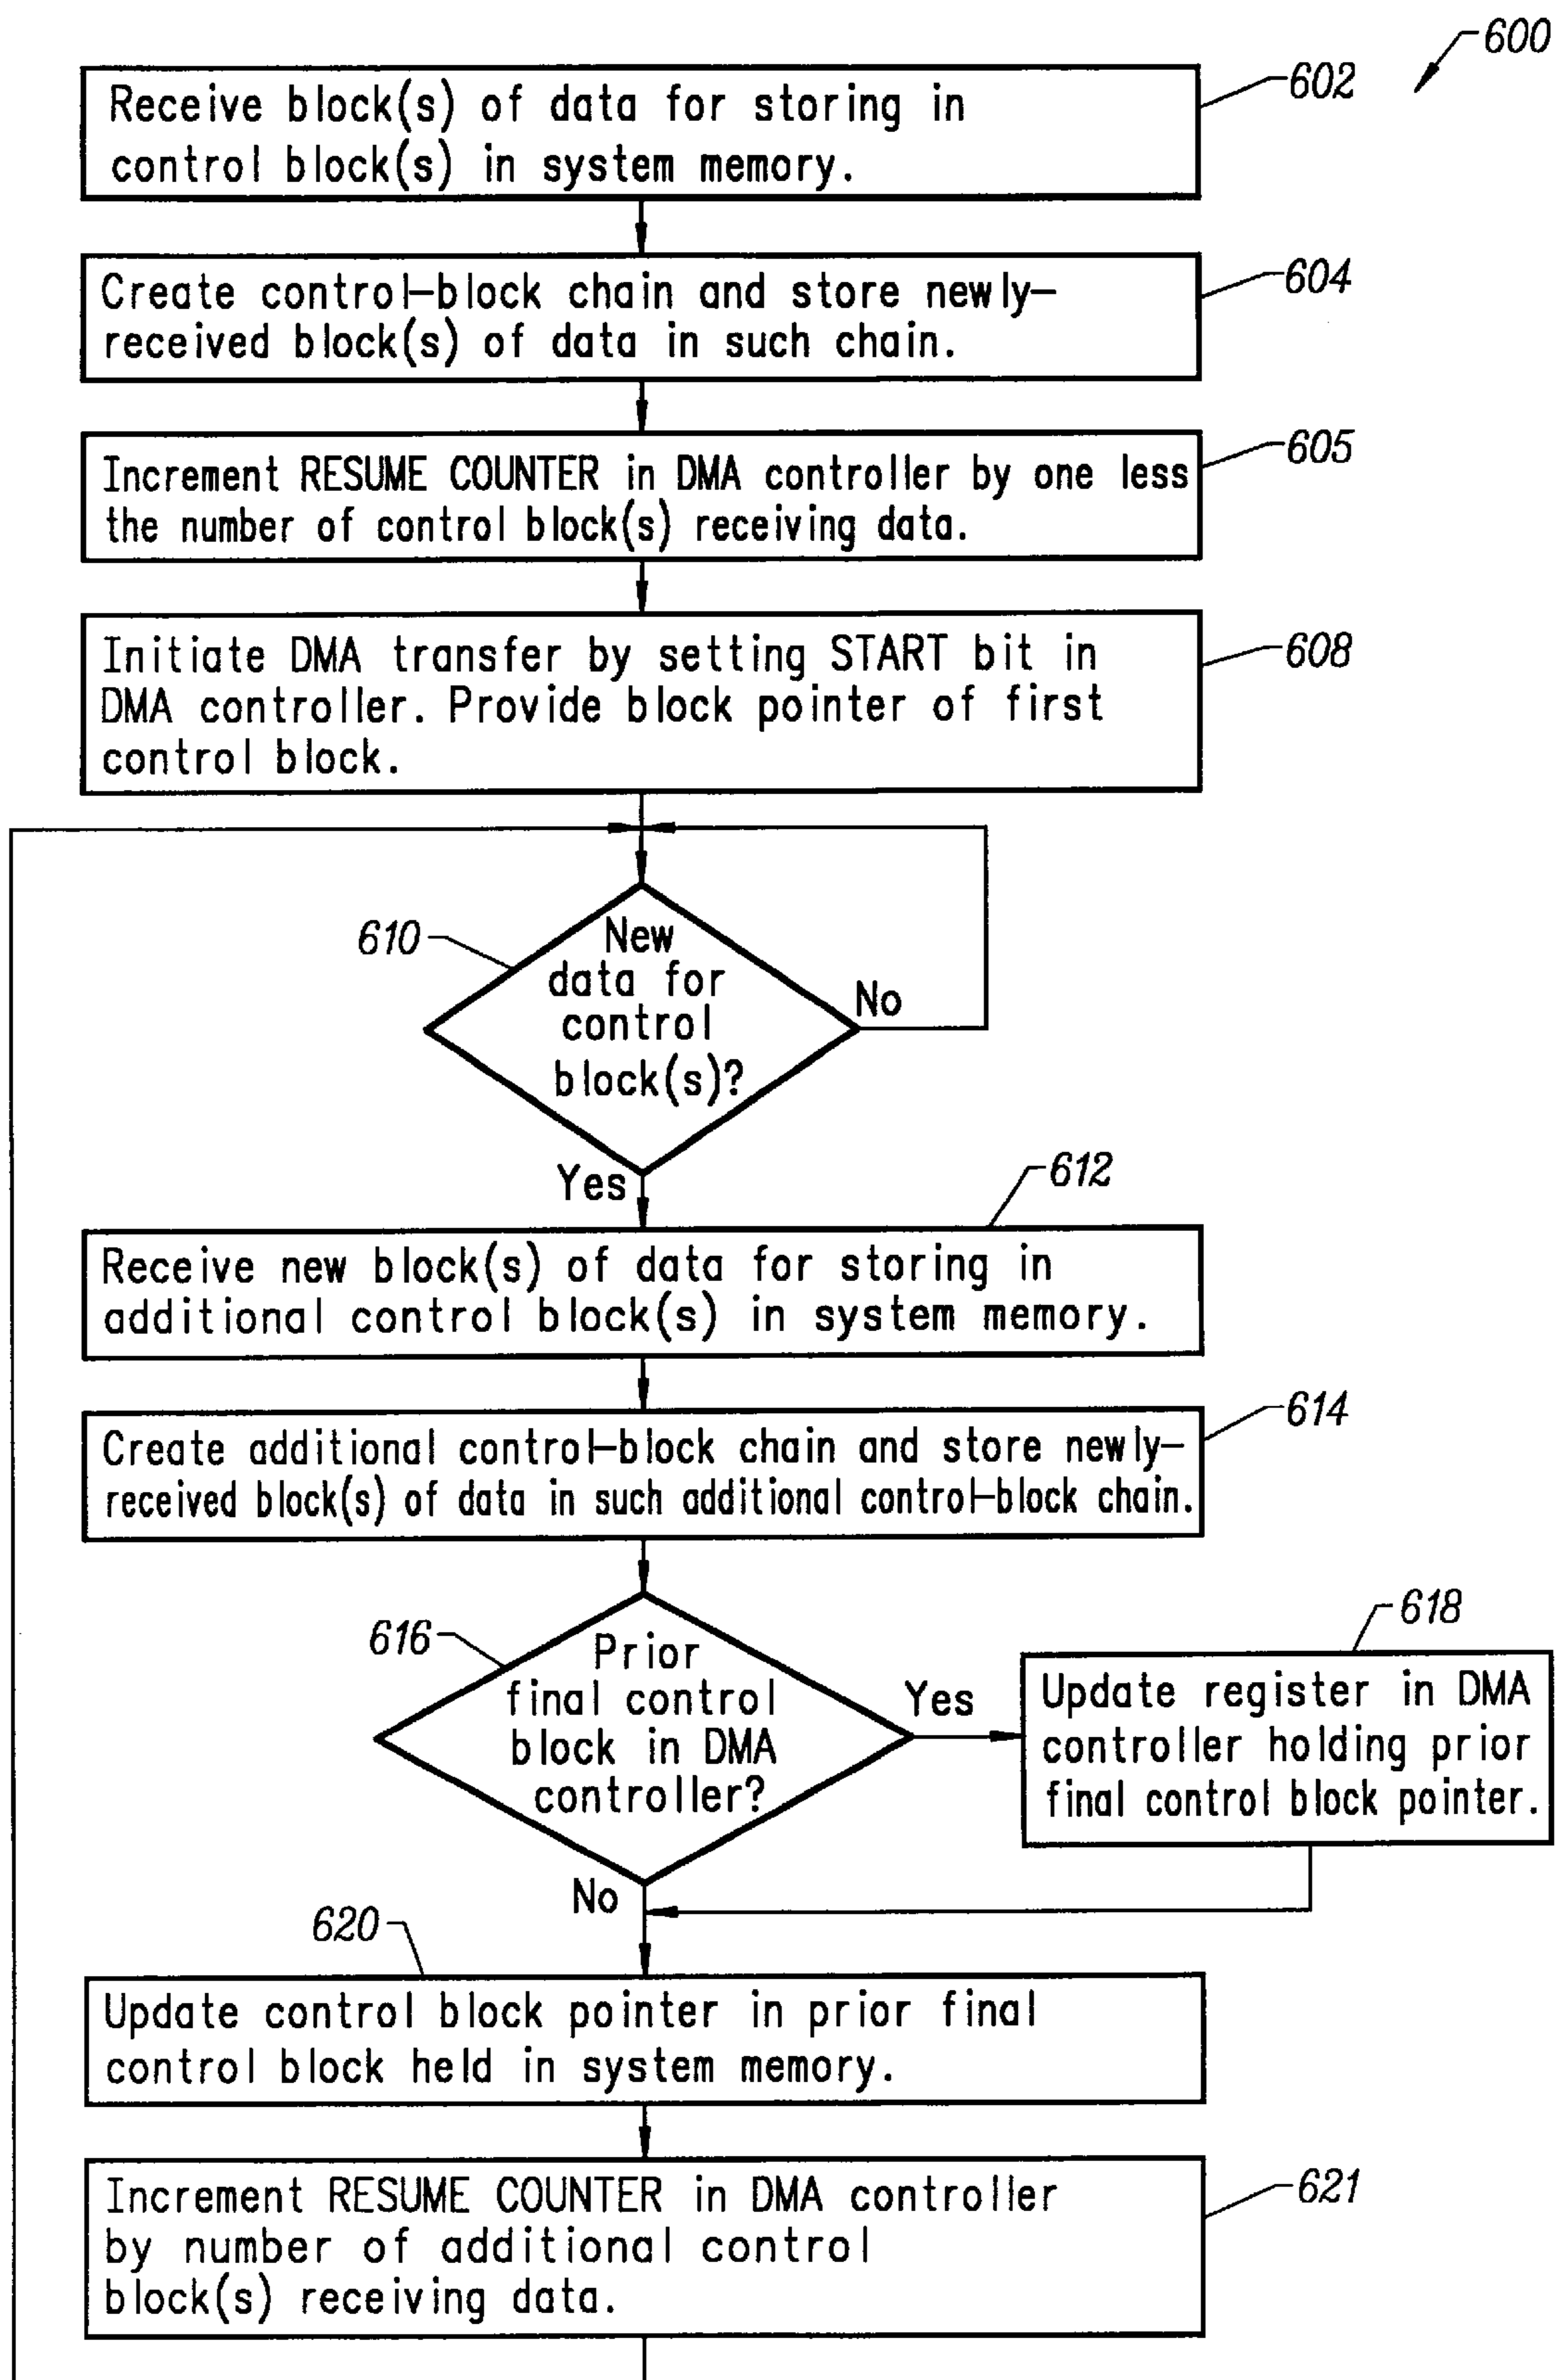 600
602
Receive block(s) of data for storing in
control block(s) in system memory.
604
Create control-block chain and store newly-
received block(s) of data in such chain.
605
Increment RESUME COUNTER in DMA controller by one less
the number of control block(s) receiving data.
608
Initiate DMA transfer by setting START bit in
DMA controller. Provide block pointer of first
control block.
610
New
data for
control
block(s)?
No
Yes
612
Receive new block(s) of data for storing in
additional control block(s) in system memory.
614
Create additional control-block chain and store newly-
received block(s) of data in such additional control-block chain.
616
Prior
final control
block in DMA
controller?
Yes
618
Update register in DMA
controller holding prior
final control block pointer.
No
620
Update control block pointer in prior final
control block held in system memory.
621
Increment RESUME COUNTER in DMA controller
by number of additional control
block(s) receiving data.